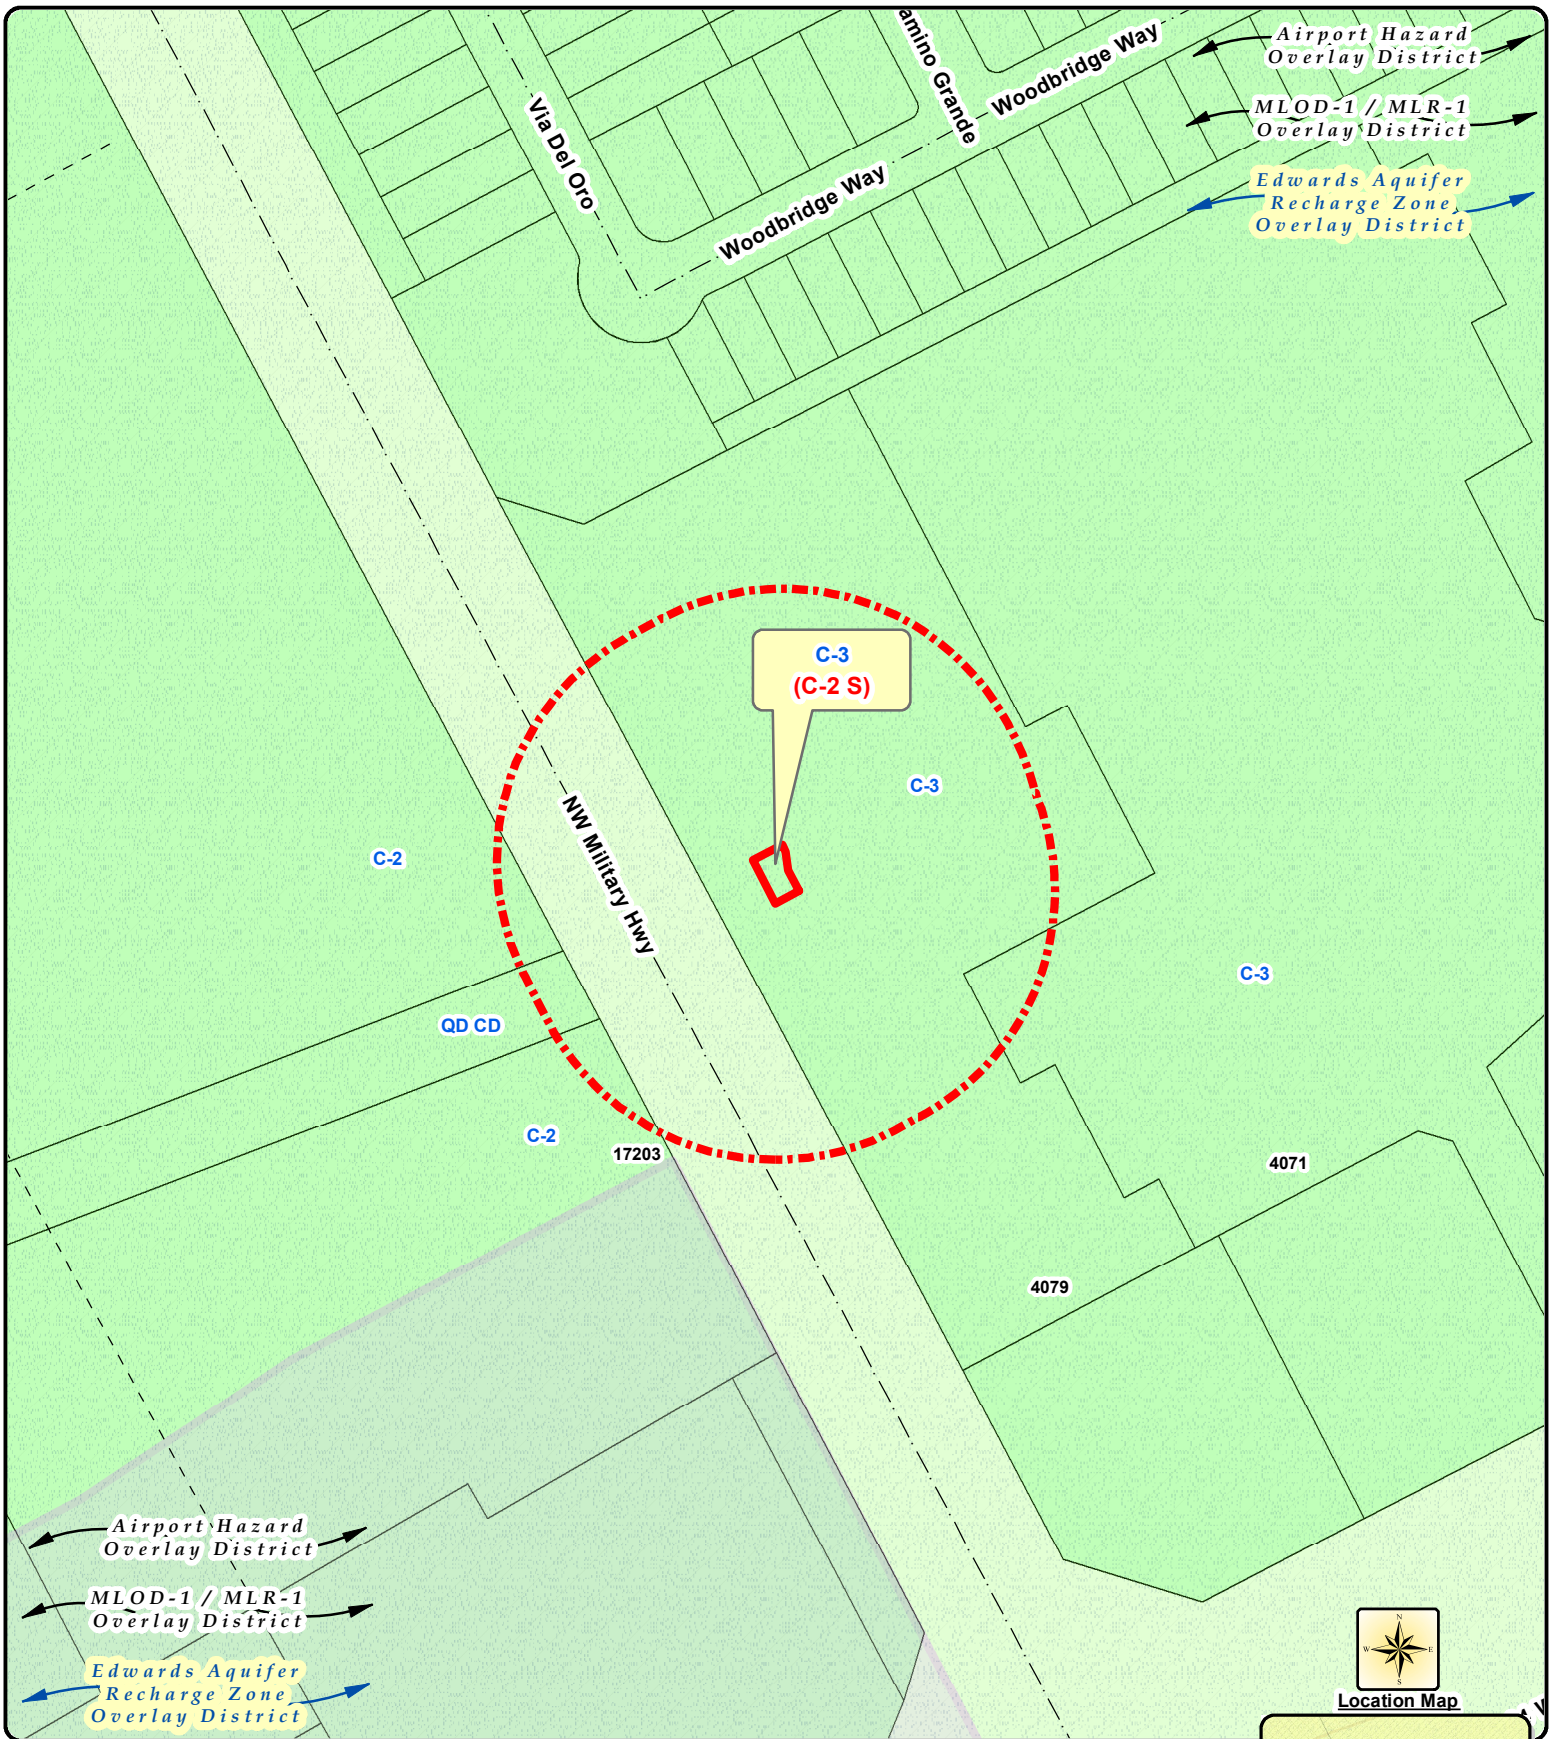 Airport Hazard
Overlay District
MLOD-1 / MLR-1
Overlay District
Edwards Aquifer
Recharge Zone
Overlay District
amino Grande
Woodbridge Way
Via Del Oro
Woodbridge Way
C-3
(C-2 S)
C-3
NW Military Hwy
C-2
C-3
QD CD
C-2
17203
4071
4079
Airport Hazard
Overlay District
MLOD-1 / MLR-1
Overlay District
Edwards Aquifer
Recharge Zone
Overlay District
N
W
E
S
Location Map